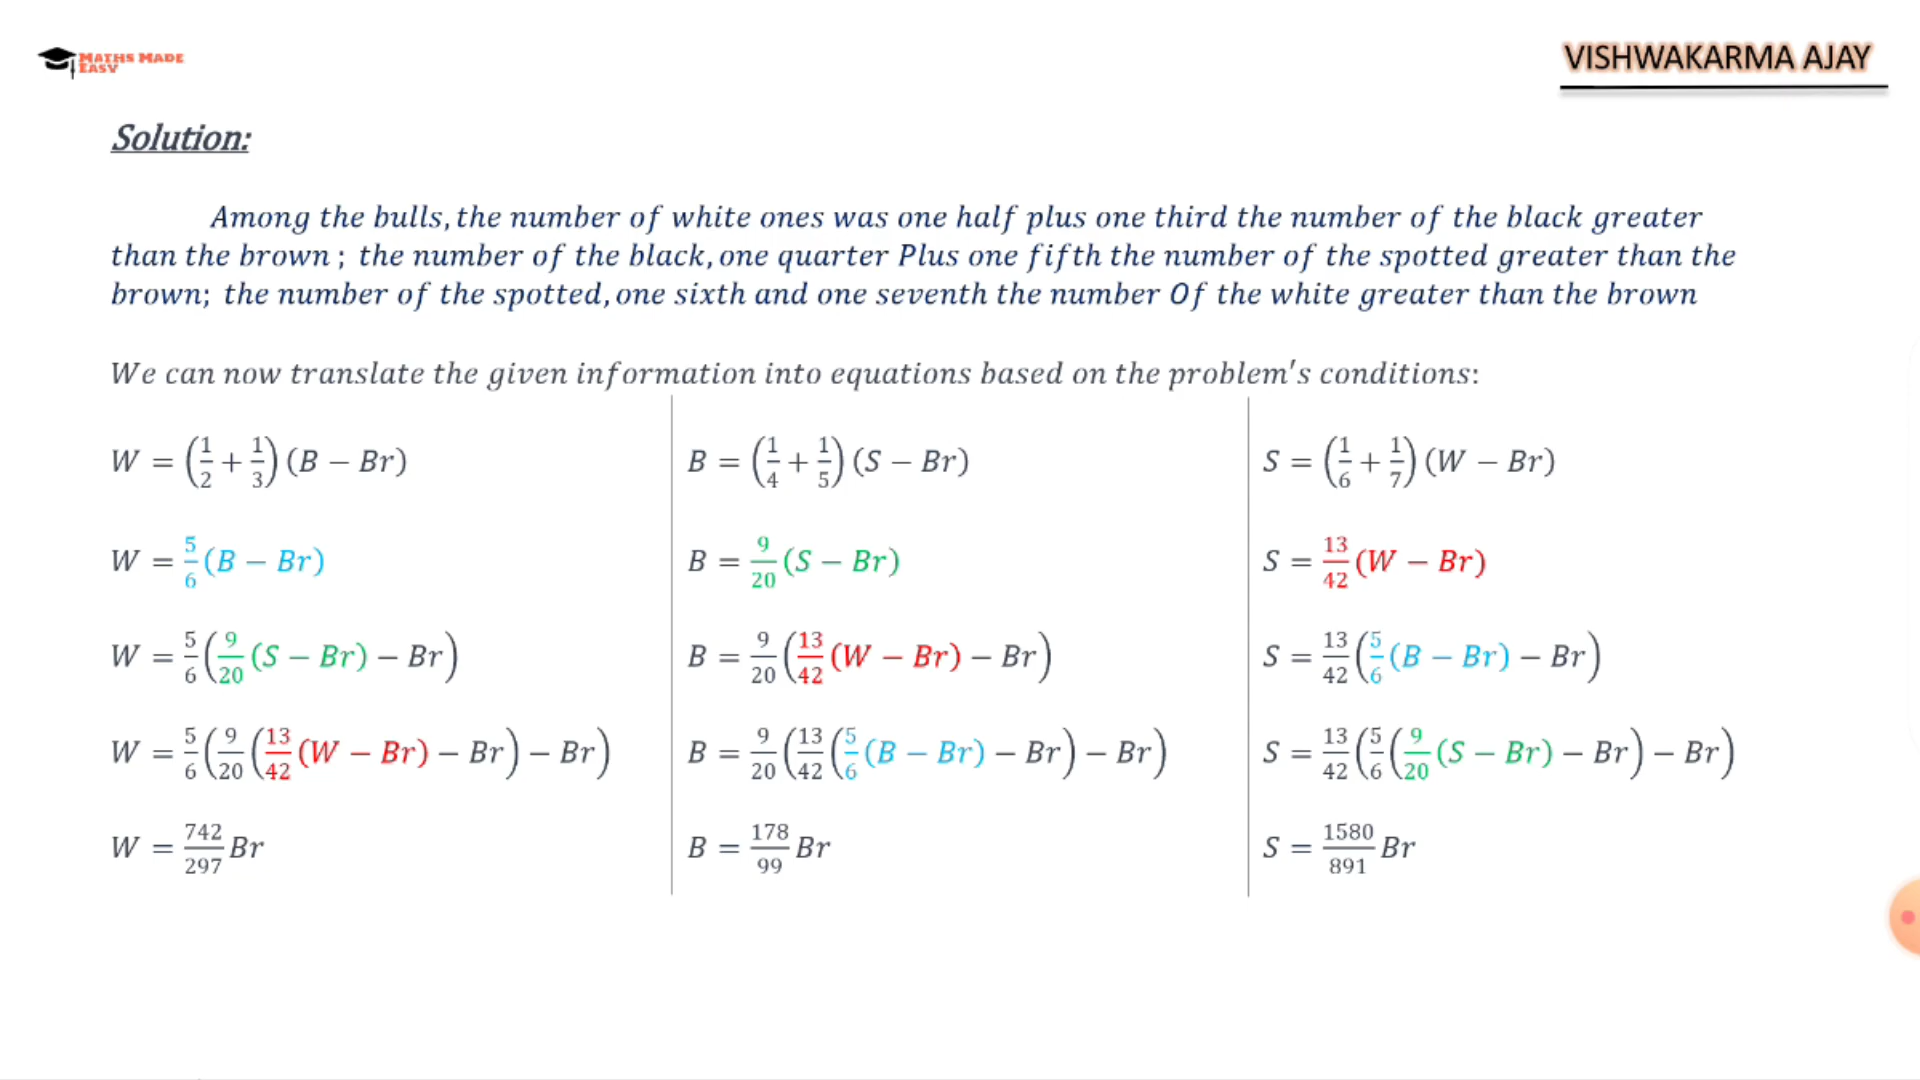 MATHS MADE
EASY
VISHWAKARMA AJAY
Solution:
Among the bulls, the number of white ones was one half plus one third the number of the black greater
than the brown ; the number of the black, one quarter Plus one fifth the number of the spotted greater than the
brown; the number of the spotted, one sixth and one seventh the number Of the white greater than the brown
We can now translate the given information into equations based on the problem's conditions:
W = (1/2 + 1/3) (B − Br)
W = 5/6 (B − Br)
W = 5/6 (9/20 (S − Br) − Br)
W = 5/6 (9/20 (13/42 (W − Br) − Br) − Br)
W = 742/297 Br
B = (1/4 + 1/5) (S − Br)
B = 9/20 (S − Br)
B = 9/20 (13/42 (W − Br) − Br)
B = 9/20 (13/42 (5/6 (B − Br) − Br) − Br)
B = 178/99 Br
S = (1/6 + 1/7) (W − Br)
S = 13/42 (W − Br)
S = 13/42 (5/6 (B − Br) − Br)
S = 13/42 (5/6 (9/20 (S − Br) − Br) − Br)
S = 1580/891 Br